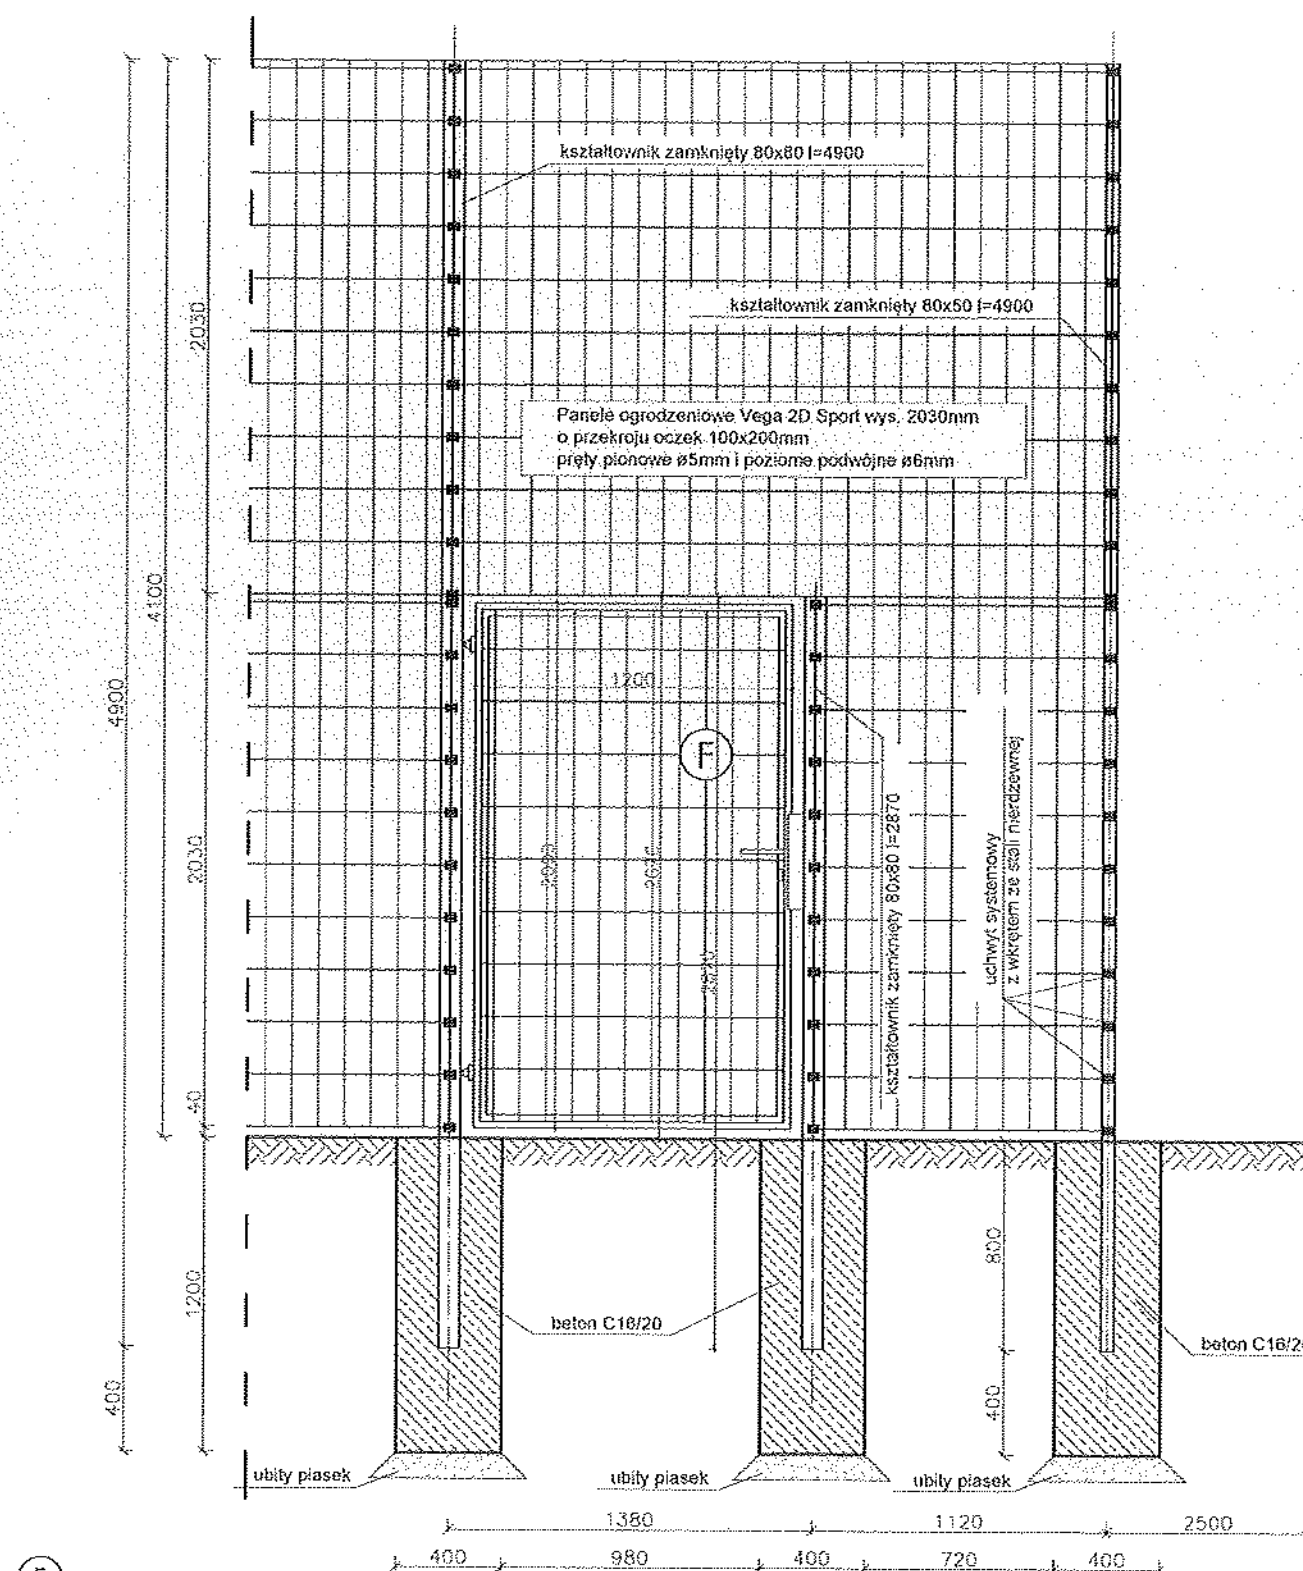 kształtownik zamknięty 80x80 l=4900
kształtownik zamknięty 80x50 l=4900
Panele ogrodzeniowe Vega 2D Sport wys. 2030mm
o przekroju oczek 100x200mm
pręty pionowe ø5mm i poziome podwójne ø6mm
2030
4100
4900
2030
40
1200
400
1200
F
kształtownik zamknięty 80x80 l=2870
uchwyt systemowy
z wkrętem ze stali nierdzewnej
800
400
beton C16/20
beton C16/2
ubity piasek
ubity piasek
ubity piasek
1380
1120
2500
400
980
400
720
400